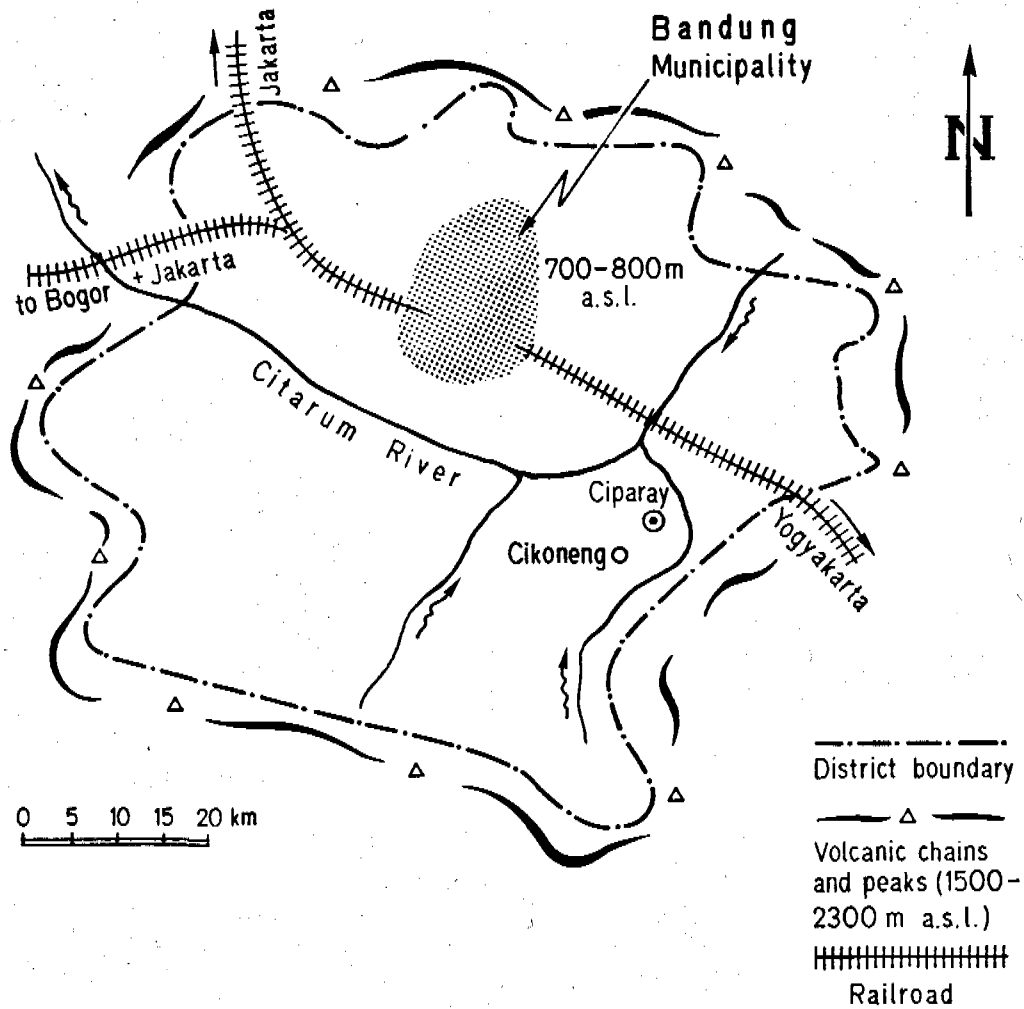 Jakarta
Bandung
Municipality
N
700-800m
a.s.l.
+ Jakarta
to Bogor
Citarum River
Ciparay
Cikoneng
Yogyakarta
0 5 10 15 20 km
District boundary
Volcanic chains
and peaks (1500-
2300 m a.s.l.)
Railroad